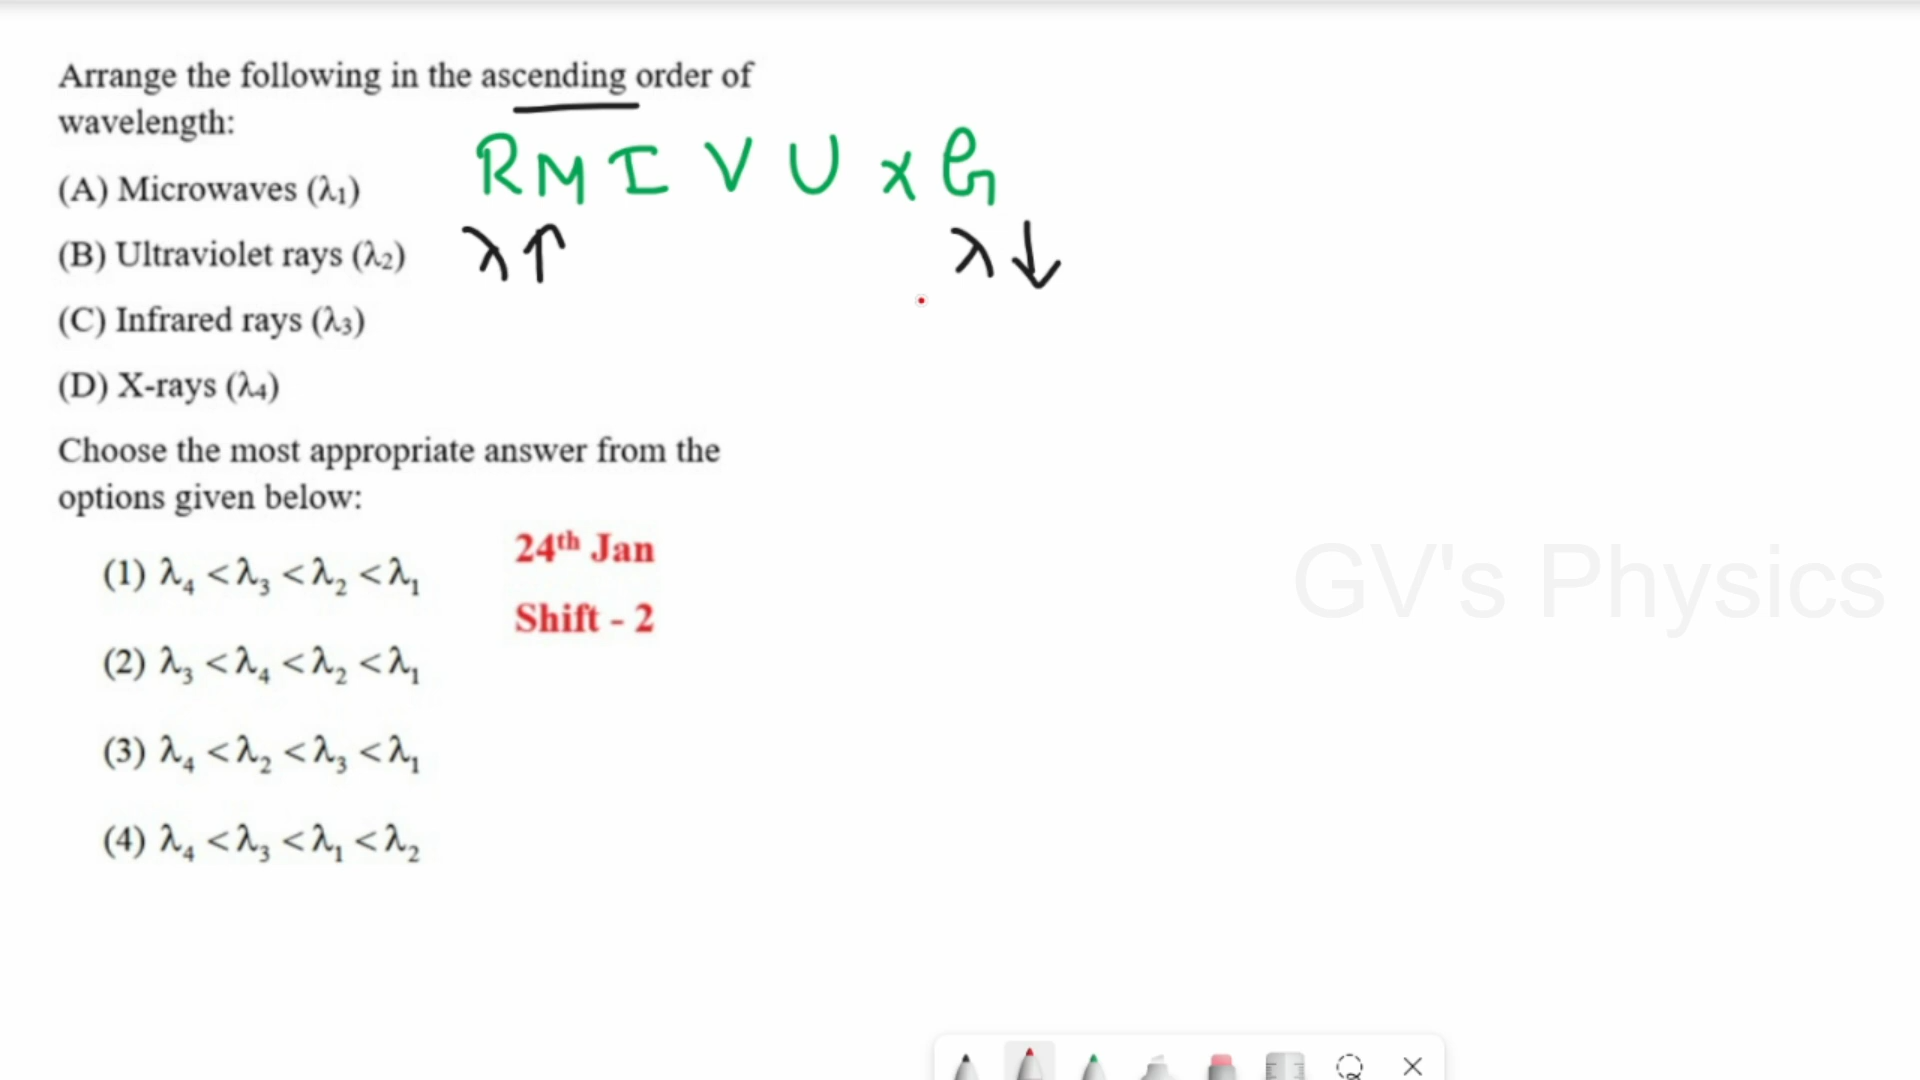 Arrange the following in the ascending order of
wavelength:
R M I V U X G
(A) Microwaves (λ₁)
λ↑ λ↓
(B) Ultraviolet rays (λ₂)
(C) Infrared rays (λ₃)
(D) X-rays (λ₄)
Choose the most appropriate answer from the
options given below:
(1) λ₄ < λ₃ < λ₂ < λ₁
24th Jan
Shift - 2
(2) λ₃ < λ₄ < λ₂ < λ₁
(3) λ₄ < λ₂ < λ₃ < λ₁
(4) λ₄ < λ₃ < λ₁ < λ₂
GV's Physics